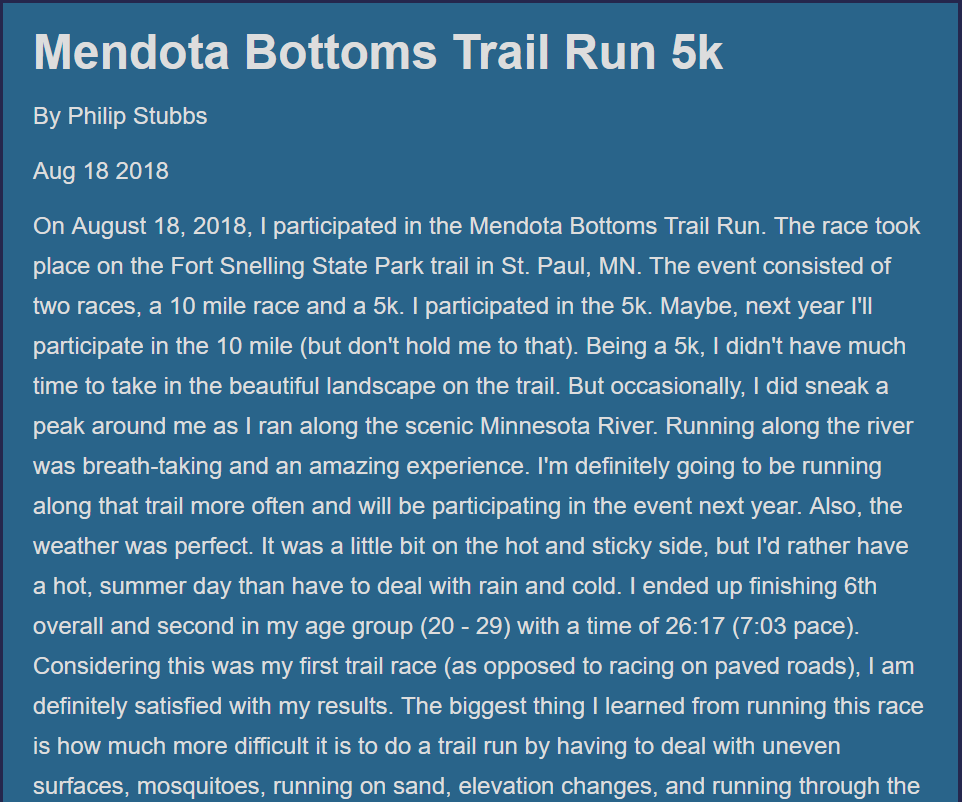 Mendota Bottoms Trail Run 5k
By Philip Stubbs
Aug 18 2018
On August 18, 2018, I participated in the Mendota Bottoms Trail Run. The race took
place on the Fort Snelling State Park trail in St. Paul, MN. The event consisted of
two races, a 10 mile race and a 5k. I participated in the 5k. Maybe, next year I'll
participate in the 10 mile (but don't hold me to that). Being a 5k, I didn't have much
time to take in the beautiful landscape on the trail. But occasionally, I did sneak a
peak around me as I ran along the scenic Minnesota River. Running along the river
was breath-taking and an amazing experience. I'm definitely going to be running
along that trail more often and will be participating in the event next year. Also, the
weather was perfect. It was a little bit on the hot and sticky side, but I'd rather have
a hot, summer day than have to deal with rain and cold. I ended up finishing 6th
overall and second in my age group (20 - 29) with a time of 26:17 (7:03 pace).
Considering this was my first trail race (as opposed to racing on paved roads), I am
definitely satisfied with my results. The biggest thing I learned from running this race
is how much more difficult it is to do a trail run by having to deal with uneven
surfaces, mosquitoes, running on sand, elevation changes, and running through the